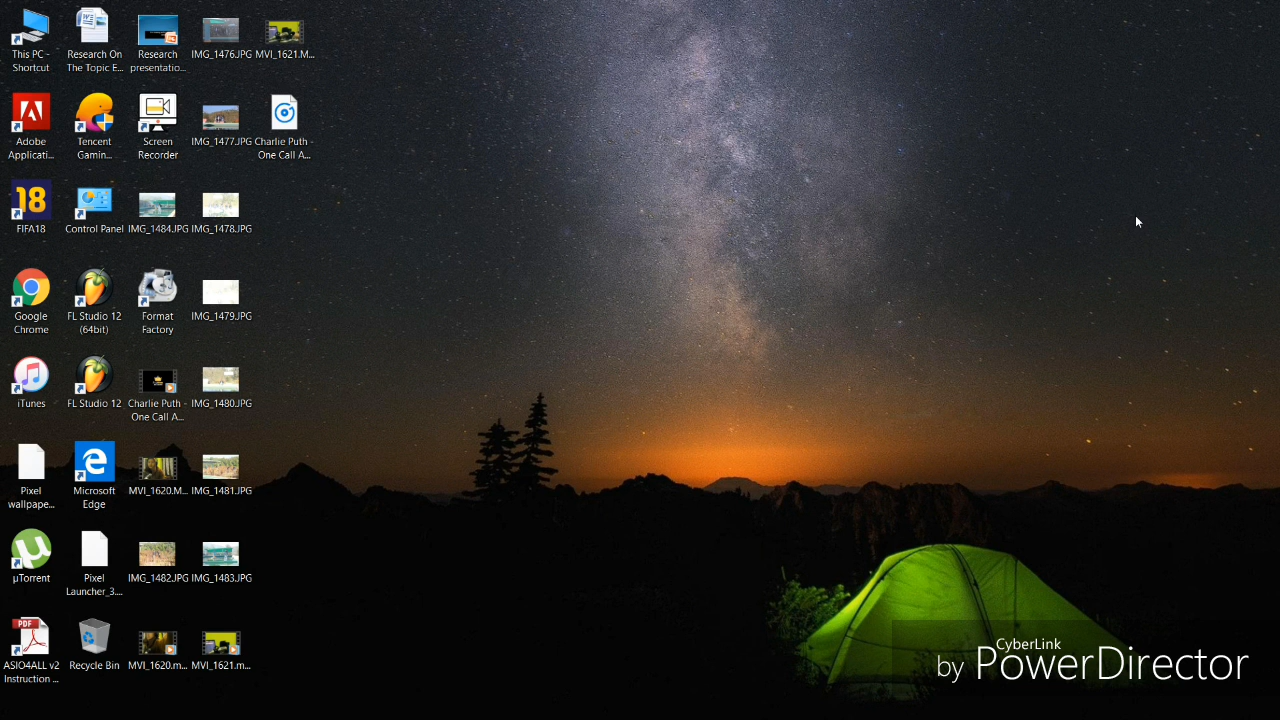 This PC -
Shortcut
Research On
The Topic E...
Research
presentatio...
IMG_1476.JPG
MVI_1621.M...
Adobe
Applicati...
Tencent
Gamin...
Screen
Recorder
IMG_1477.JPG
Charlie Puth -
One Call A...
18
FIFA18
Control Panel
IMG_1484.JPG
IMG_1478.JPG
Google
Chrome
FL Studio 12
(64bit)
Format
Factory
IMG_1479.JPG
iTunes
FL Studio 12
Charlie Puth -
One Call A...
IMG_1480.JPG
Pixel
wallpape...
Microsoft
Edge
MVI_1620.M...
IMG_1481.JPG
µTorrent
Pixel
Launcher_3....
IMG_1482.JPG
IMG_1483.JPG
PDF
ASIO4ALL v2
Instruction ...
Recycle Bin
MVI_1620.m...
MVI_1621.m...
CyberLink
by PowerDirector